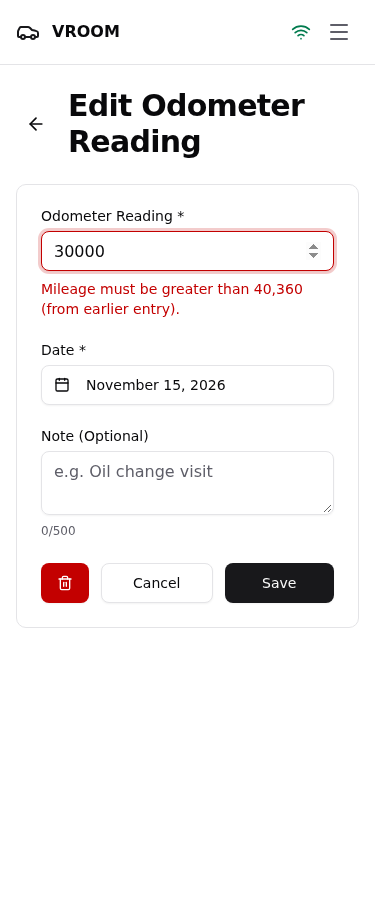 VROOM
Edit Odometer
Reading
Odometer Reading *
30000
Mileage must be greater than 40,360
(from earlier entry).
Date *
November 15, 2026
Note (Optional)
e.g. Oil change visit
0/500
Cancel
Save